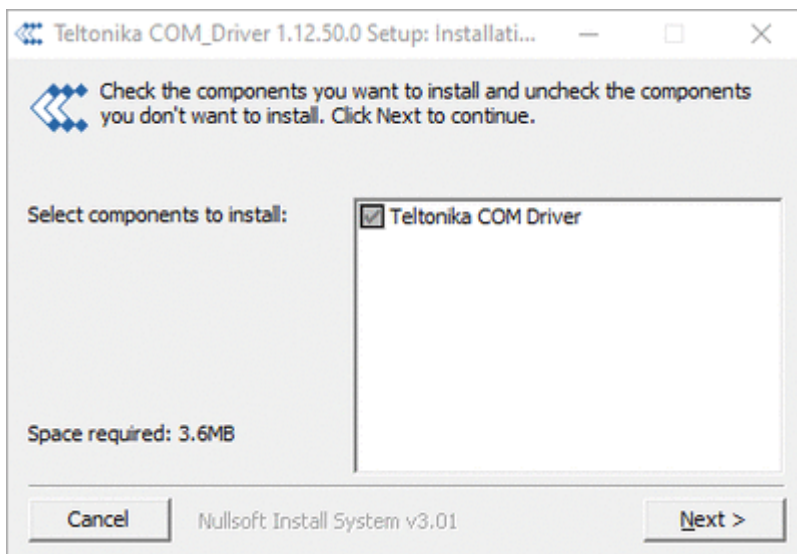 Teltonika COM_Driver 1.12.50.0 Setup: Installati...
Check the components you want to install and uncheck the components
you don't want to install. Click Next to continue.
Select components to install:
Teltonika COM Driver
Space required: 3.6MB
Cancel
Nullsoft Install System v3.01
Next >